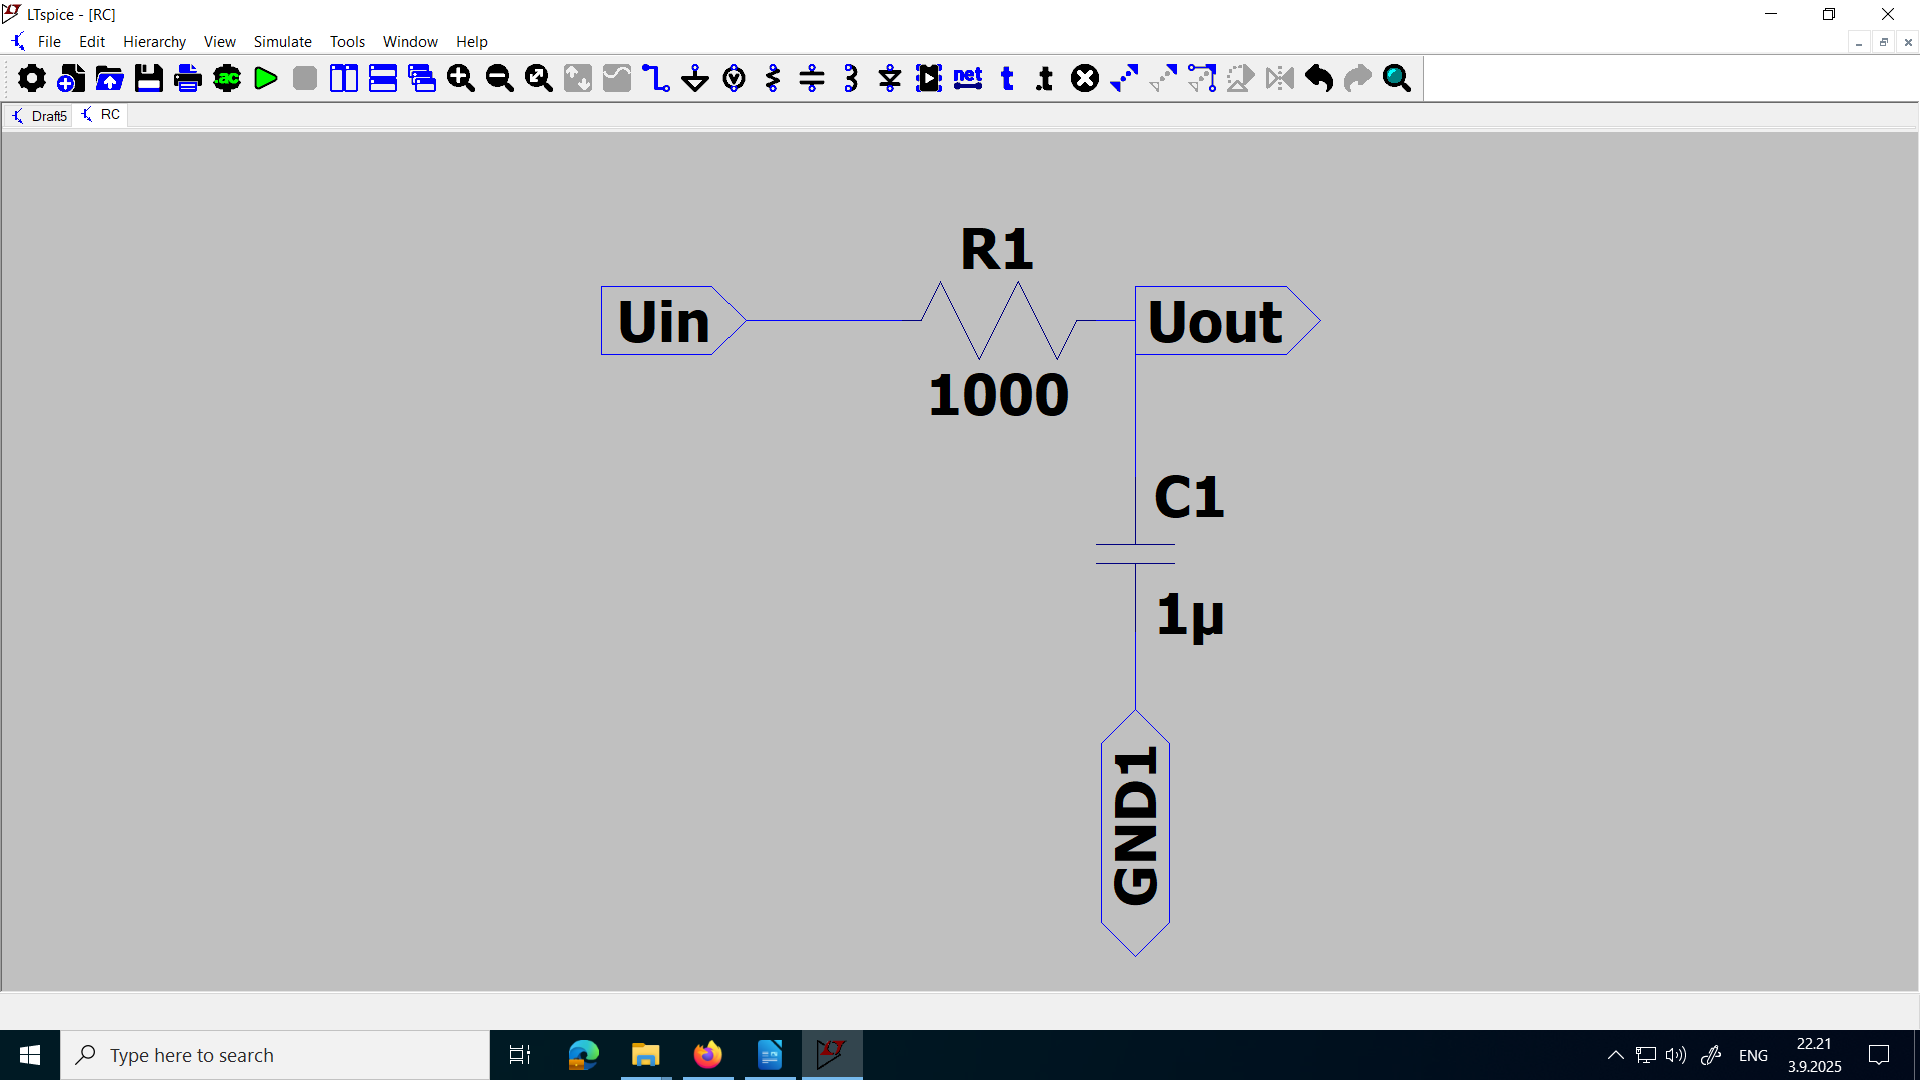 LTspice - [RC]
File Edit Hierarchy View Simulate Tools Window Help
.ac net t .t
Draft5 RC
R1
Uin Uout
1000
C1
1µ
GND1
Type here to search
ENG
22.21
3.9.2025